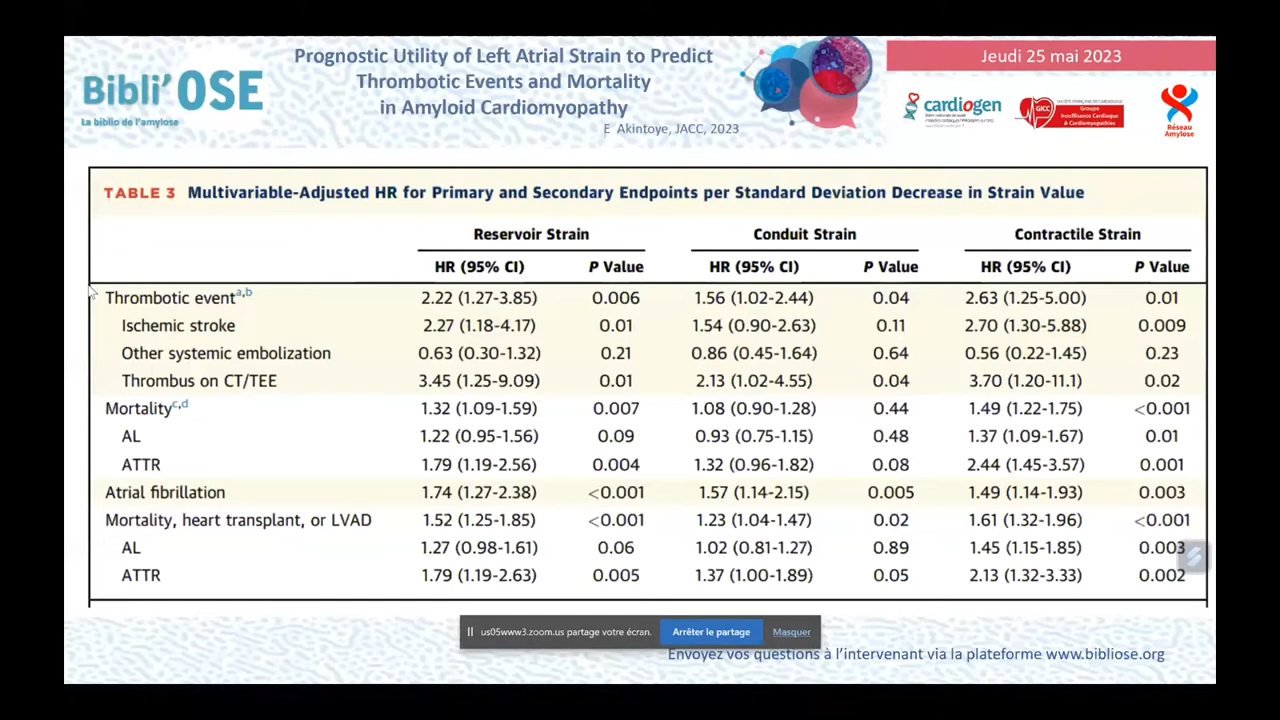 Bibli'OSE
La biblio de l'amylose
Prognostic Utility of Left Atrial Strain to Predict
Thrombotic Events and Mortality
in Amyloid Cardiomyopathy
E Akintoye, JACC, 2023
Jeudi 25 mai 2023
cardiogen
GICC
Groupe
Insuffisance Cardiaque
& Cardiomyopathies
Réseau
Amylose
TABLE 3 Multivariable-Adjusted HR for Primary and Secondary Endpoints per Standard Deviation Decrease in Strain Value
Reservoir Strain Conduit Strain Contractile Strain
HR (95% CI) P Value HR (95% CI) P Value HR (95% CI) P Value
Thrombotic event a,b 2.22 (1.27-3.85) 0.006 1.56 (1.02-2.44) 0.04 2.63 (1.25-5.00) 0.01
Ischemic stroke 2.27 (1.18-4.17) 0.01 1.54 (0.90-2.63) 0.11 2.70 (1.30-5.88) 0.009
Other systemic embolization 0.63 (0.30-1.32) 0.21 0.86 (0.45-1.64) 0.64 0.56 (0.22-1.45) 0.23
Thrombus on CT/TEE 3.45 (1.25-9.09) 0.01 2.13 (1.02-4.55) 0.04 3.70 (1.20-11.1) 0.02
Mortality c,d 1.32 (1.09-1.59) 0.007 1.08 (0.90-1.28) 0.44 1.49 (1.22-1.75) <0.001
AL 1.22 (0.95-1.56) 0.09 0.93 (0.75-1.15) 0.48 1.37 (1.09-1.67) 0.01
ATTR 1.79 (1.19-2.56) 0.004 1.32 (0.96-1.82) 0.08 2.44 (1.45-3.57) 0.001
Atrial fibrillation 1.74 (1.27-2.38) <0.001 1.57 (1.14-2.15) 0.005 1.49 (1.14-1.93) 0.003
Mortality, heart transplant, or LVAD 1.52 (1.25-1.85) <0.001 1.23 (1.04-1.47) 0.02 1.61 (1.32-1.96) <0.001
AL 1.27 (0.98-1.61) 0.06 1.02 (0.81-1.27) 0.89 1.45 (1.15-1.85) 0.003
ATTR 1.79 (1.19-2.63) 0.005 1.37 (1.00-1.89) 0.05 2.13 (1.32-3.33) 0.002
us05www3.zoom.us partage votre écran. Arrêter le partage Masquer
Envoyez vos questions à l'intervenant via la plateforme www.bibliose.org